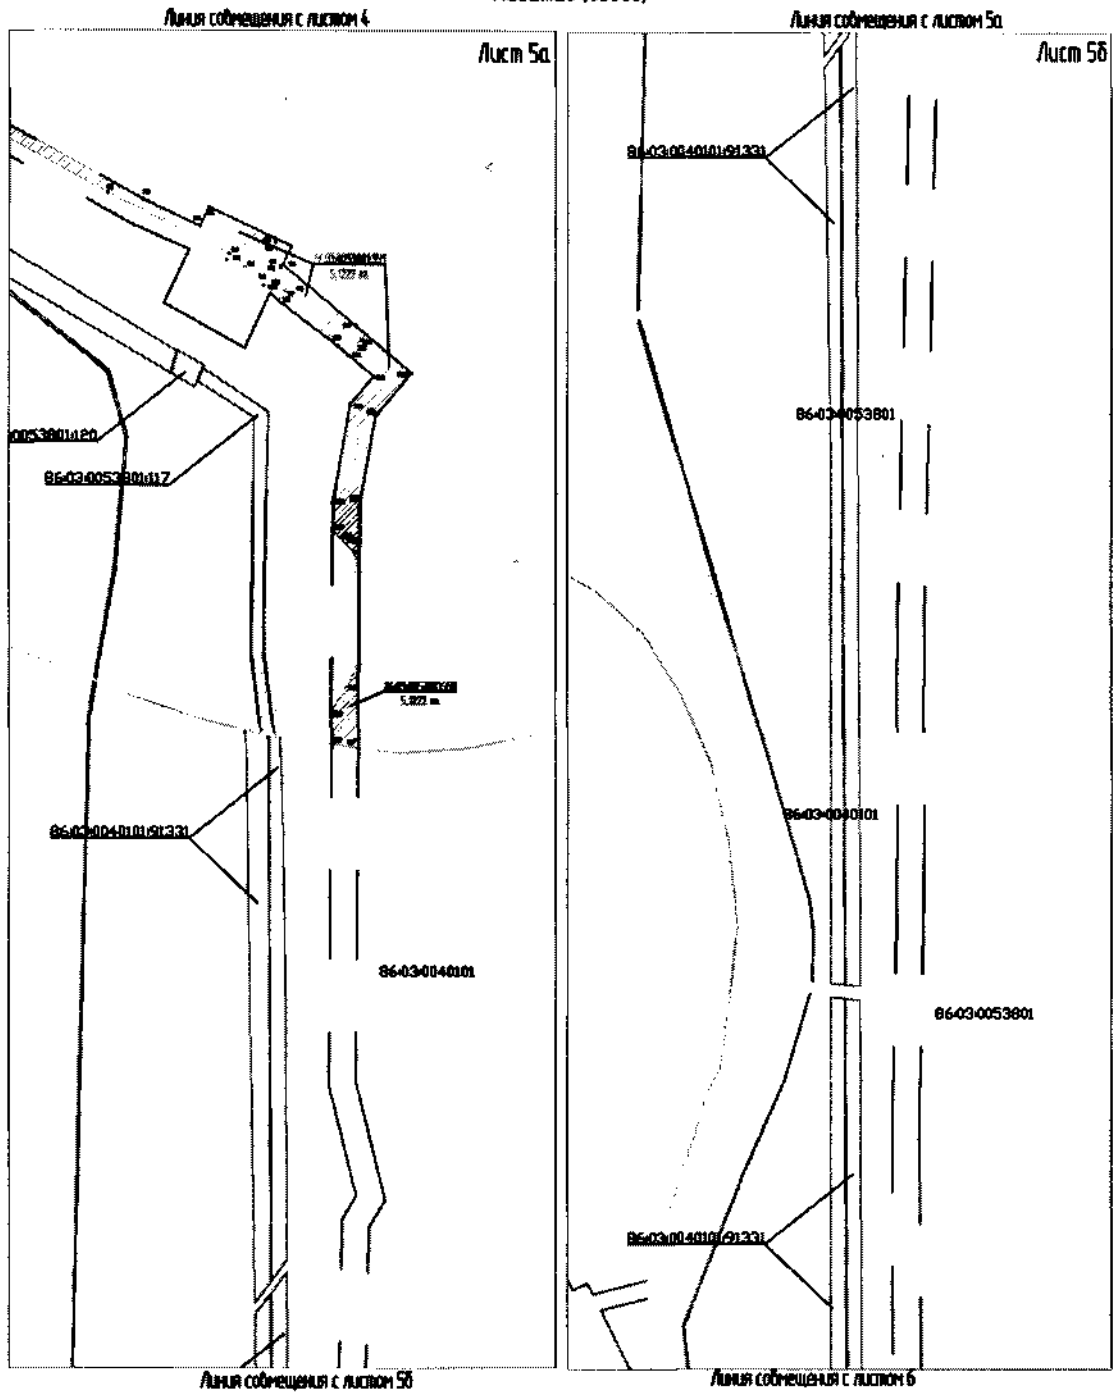 Линия совмещения с листом 4
Лист 5а
0053801:120
86:03:0053801:117
86:03:0040101:91331
86:03:0040101
Линия совмещения с листом 5б
Линия совмещения с листом 5а
Лист 5б
86:03:0040101:91331
86:03:0053801
86:03:0040101
86:03:0053801
86:03:0040101:91331
Линия совмещения с листом 6